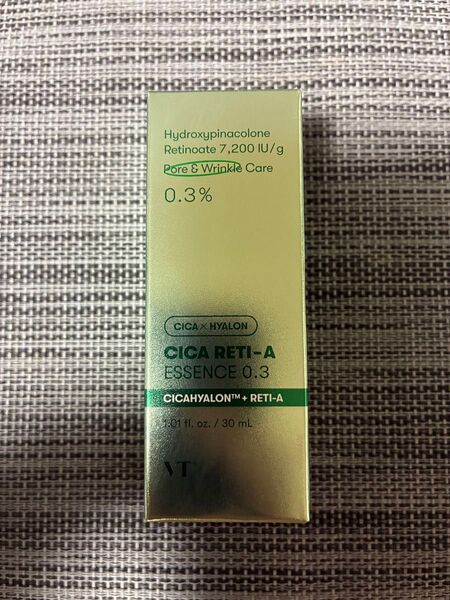 Hydroxypinacolone
Retinoate 7,200 IU/g
Pore & Wrinkle Care
0.3%
CICA × HYALON
CICA RETI-A
ESSENCE 0.3
CICAHYALON™ + RETI-A
1.01 fl. oz. / 30 mL
VT